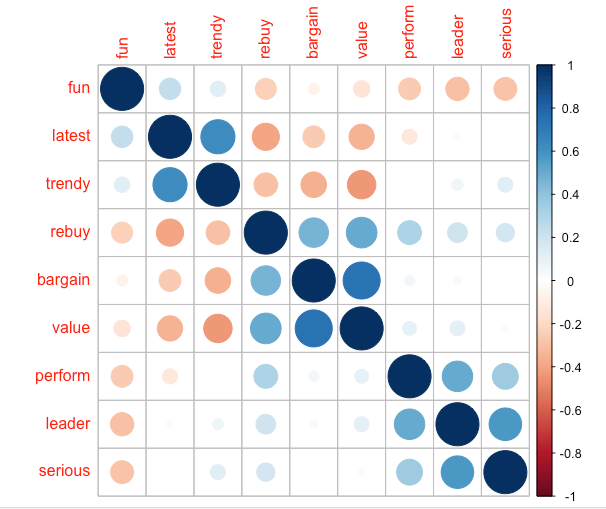 fun latest trendy rebuy bargain value perform leader serious
fun
latest
trendy
rebuy
bargain
value
perform
leader
serious
1
0.8
0.6
0.4
0.2
0
-0.2
-0.4
-0.6
-0.8
-1